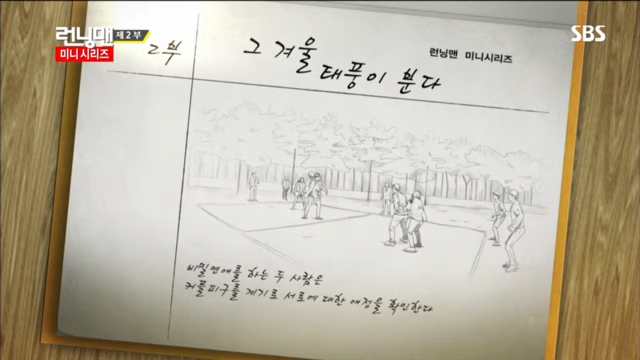 런닝맨 제2부
미니시리즈
SBS
2부
그 겨울
태풍이 분다
런닝맨 미니시리즈
비밀연애를 하는 두 사람은
커플피구를 계기로 서로에 대한 애정을 확인한다